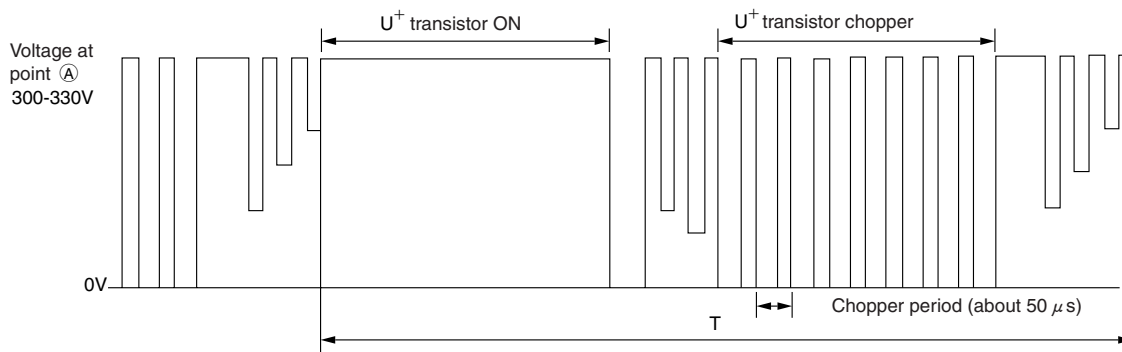 U+ transistor ON
U+ transistor chopper
Voltage at
point Ⓐ
300-330V
0V
Chopper period (about 50 μs)
T